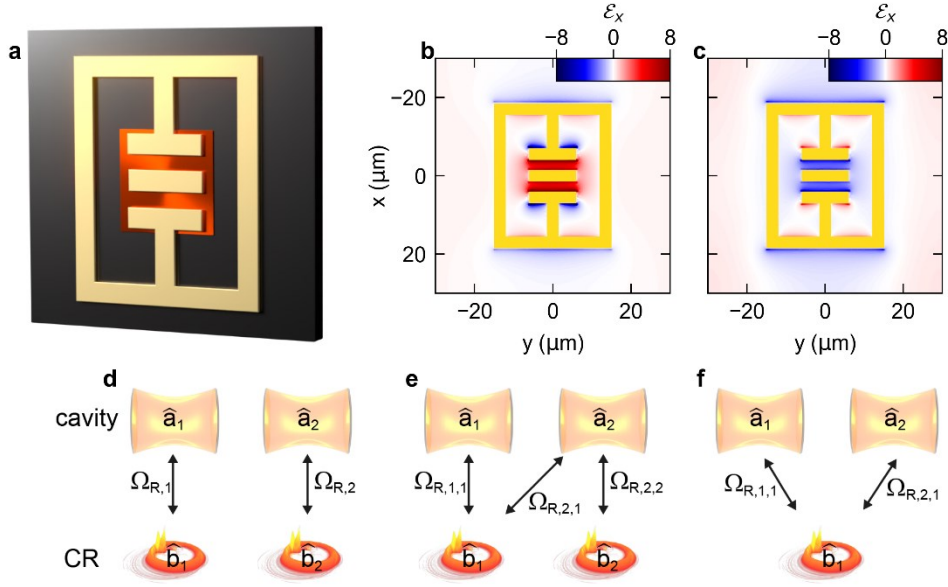 a
b
ℰx
−8 0 8
c
ℰx
−8 0 8
x (µm)
−20
0
20
−20 0 20
y (µm)
−20 0 20
y (µm)
d
e
f
cavity
â1
â2
â1
â2
â1
â2
ΩR,1
ΩR,2
ΩR,1,1
ΩR,2,1
ΩR,2,2
ΩR,1,1
ΩR,2,1
CR
b̂1
b̂2
b̂1
b̂2
b̂1